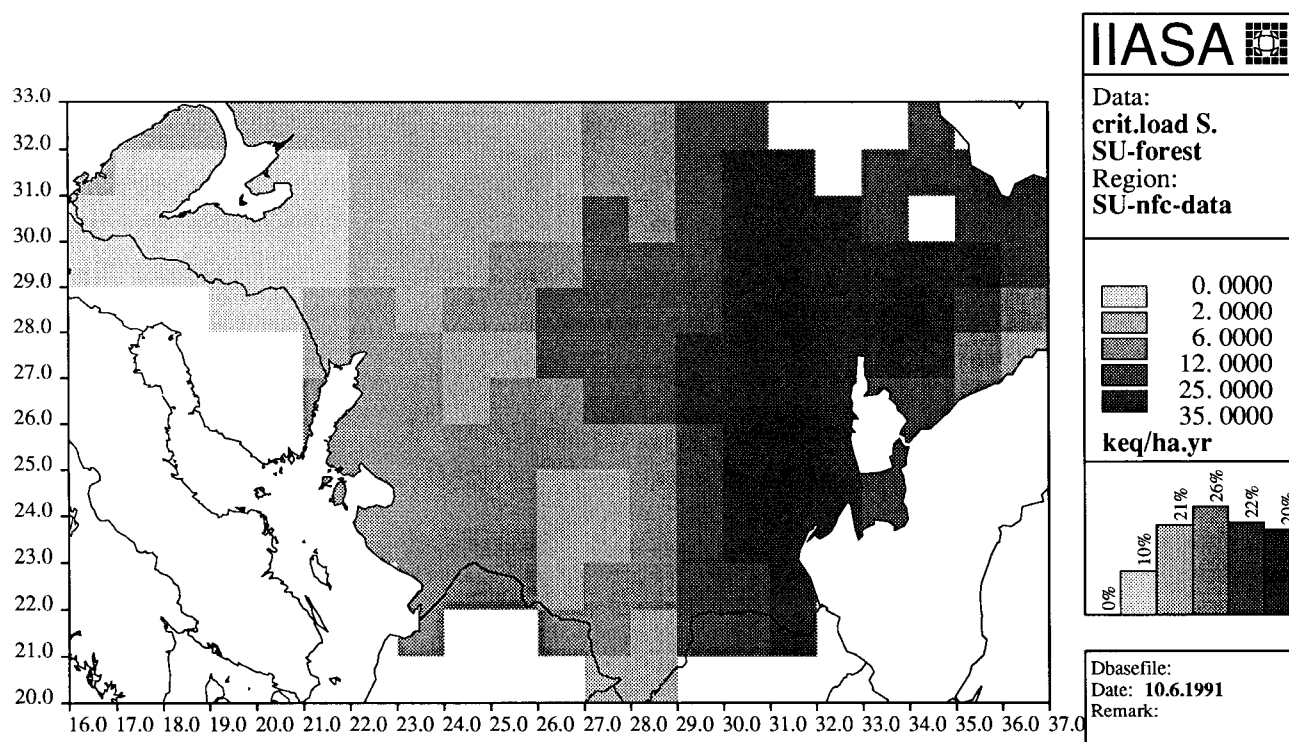 IIASA
Data:
crit.load S.
SU-forest
Region:
SU-nfc-data
0. 0000
2. 0000
6. 0000
12. 0000
25. 0000
35. 0000
keq/ha.yr
0%
10%
21%
26%
22%
20%
Dbasefile:
Date: 10.6.1991
Remark:
33.0
32.0
31.0
30.0
29.0
28.0
27.0
26.0
25.0
24.0
23.0
22.0
21.0
20.0
16.0 17.0 18.0 19.0 20.0 21.0 22.0 23.0 24.0 25.0 26.0 27.0 28.0 29.0 30.0 31.0 32.0 33.0 34.0 35.0 36.0 37.0